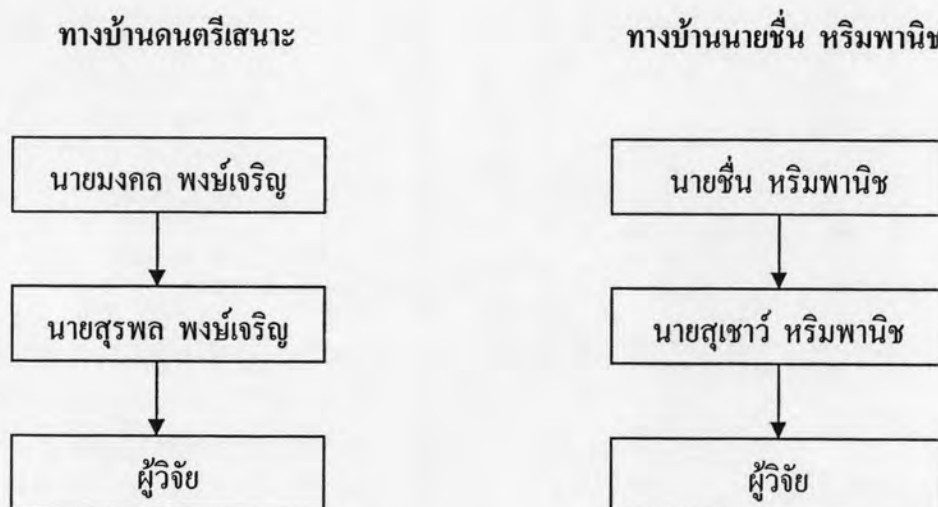 ทางบ้านดนตรีเสนาะ
ทางบ้านนายชื่น หริมพานิช
นายมงคล พงษ์เจริญ
นายชื่น หริมพานิช
นายสุรพล พงษ์เจริญ
นายสุเชาว์ หริมพานิช
ผู้วิจัย
ผู้วิจัย